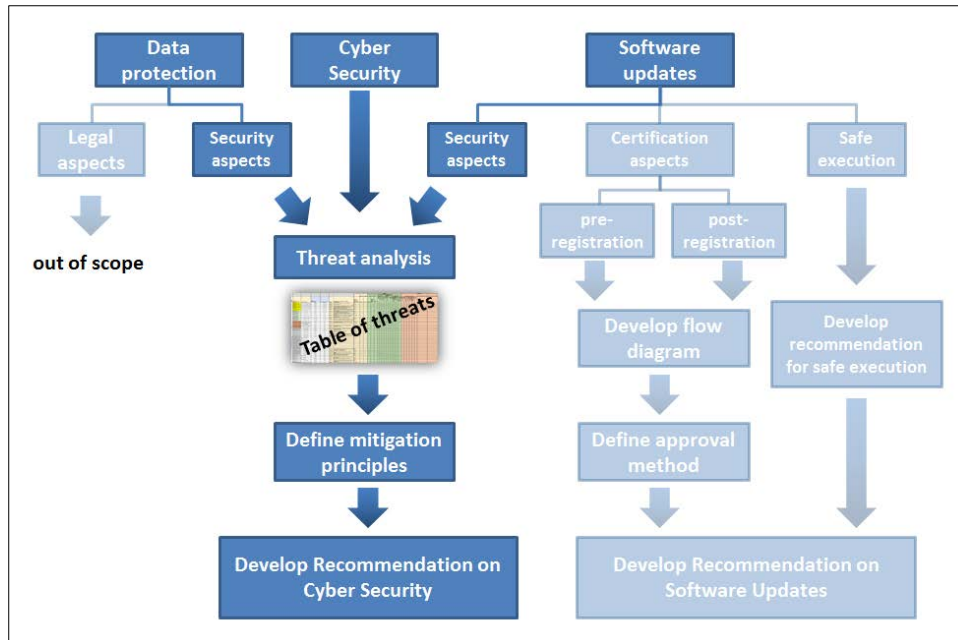 Data
protection
Cyber
Security
Software
updates
Legal
aspects
Security
aspects
Security
aspects
Certification
aspects
Safe
execution
pre-
registration
post-
registration
out of scope
Threat analysis
Table of threats
Develop flow
diagram
Develop
recommendation
for safe execution
Define mitigation
principles
Define approval
method
Develop Recommendation on
Cyber Security
Develop Recommendation on
Software Updates